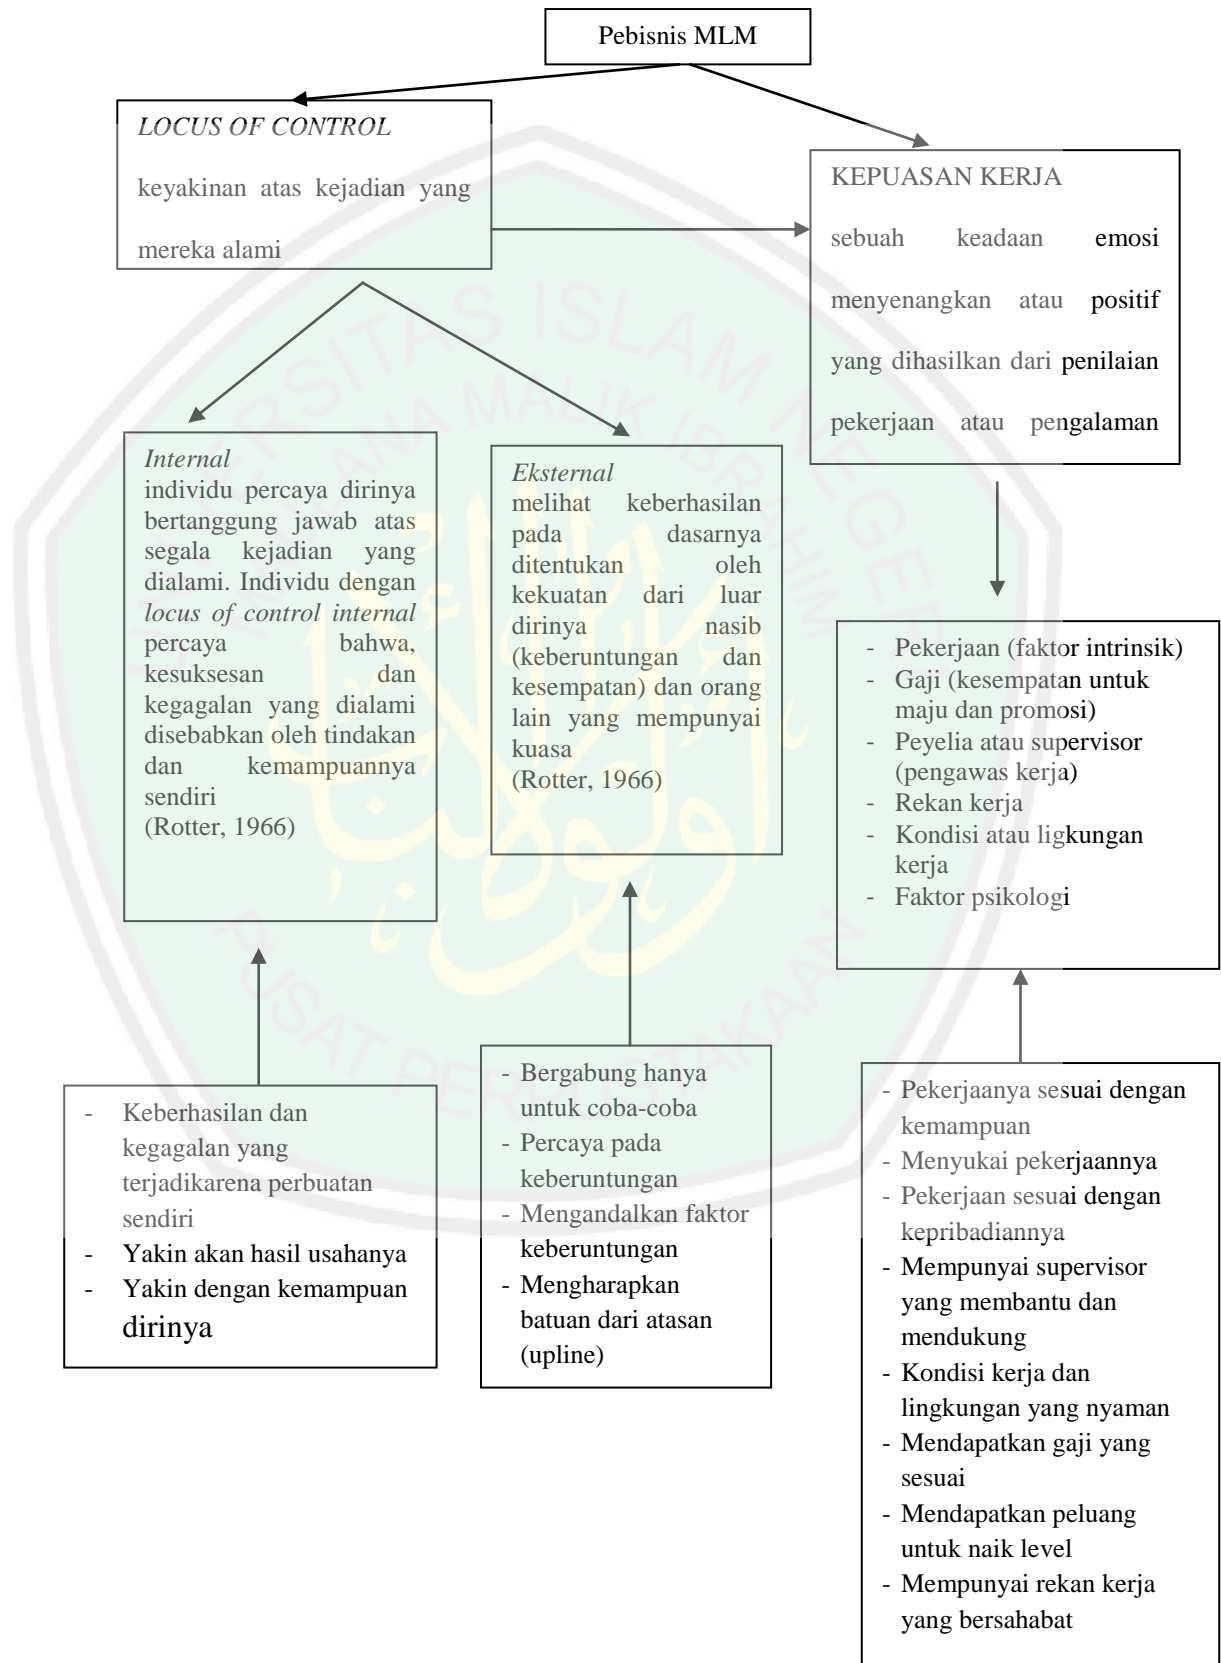 Pebisnis MLM
LOCUS OF CONTROL
keyakinan atas kejadian yang
mereka alami
KEPUASAN KERJA
sebuah keadaan emosi
menyenangkan atau positif
yang dihasilkan dari penilaian
pekerjaan atau pengalaman
Internal
individu percaya dirinya
bertanggung jawab atas
segala kejadian yang
dialami. Individu dengan
locus of control internal
percaya bahwa,
kesuksesan dan
kegagalan yang dialami
disebabkan oleh tindakan
dan kemampuannya
sendiri
(Rotter, 1966)
Eksternal
melihat keberhasilan
pada dasarnya
ditentukan oleh
kekuatan dari luar
dirinya nasib
(keberuntungan dan
kesempatan) dan orang
lain yang mempunyai
kuasa
(Rotter, 1966)
- Pekerjaan (faktor intrinsik)
- Gaji (kesempatan untuk
maju dan promosi)
- Peyelia atau supervisor
(pengawas kerja)
- Rekan kerja
- Kondisi atau ligkungan
kerja
- Faktor psikologi
- Keberhasilan dan
kegagalan yang
terjadikarena perbuatan
sendiri
- Yakin akan hasil usahanya
- Yakin dengan kemampuan
dirinya
- Bergabung hanya
untuk coba-coba
- Percaya pada
keberuntungan
- Mengandalkan faktor
keberuntungan
- Mengharapkan
batuan dari atasan
(upline)
- Pekerjaanya sesuai dengan
kemampuan
- Menyukai pekerjaannya
- Pekerjaan sesuai dengan
kepribadiannya
- Mempunyai supervisor
yang membantu dan
mendukung
- Kondisi kerja dan
lingkungan yang nyaman
- Mendapatkan gaji yang
sesuai
- Mendapatkan peluang
untuk naik level
- Mempunyai rekan kerja
yang bersahabat
UNIVERSITAS ISLAM NEGERI
MAULANA MALIK IBRAHIM
PUSAT PERPUSTAKAAN